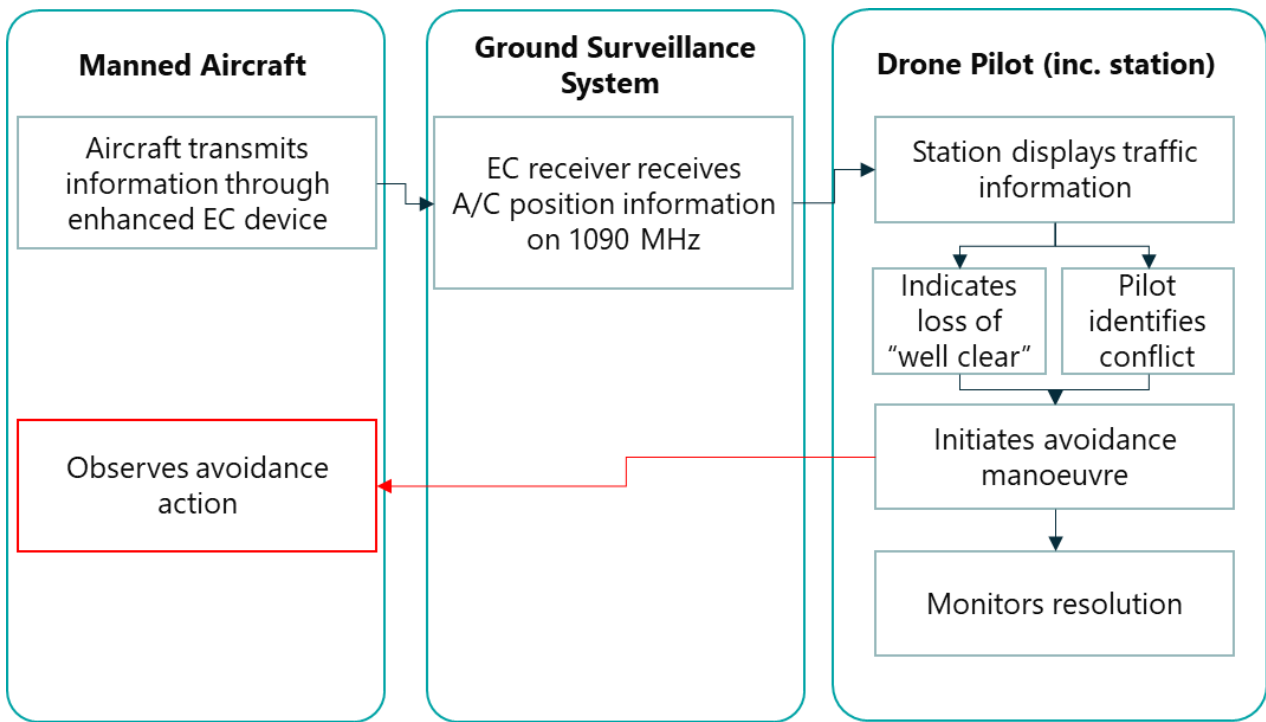 Manned Aircraft
Aircraft transmits
information through
enhanced EC device
Observes avoidance
action
Ground Surveillance
System
EC receiver receives
A/C position information
on 1090 MHz
Drone Pilot (inc. station)
Station displays traffic
information
Indicates
loss of
“well clear”
Pilot
identifies
conflict
Initiates avoidance
manoeuvre
Monitors resolution